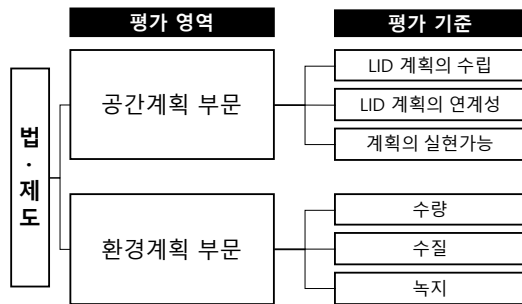 평가 영역
평가 기준
법·제도
공간계획 부문
LID 계획의 수립
LID 계획의 연계성
계획의 실현가능
환경계획 부문
수량
수질
녹지